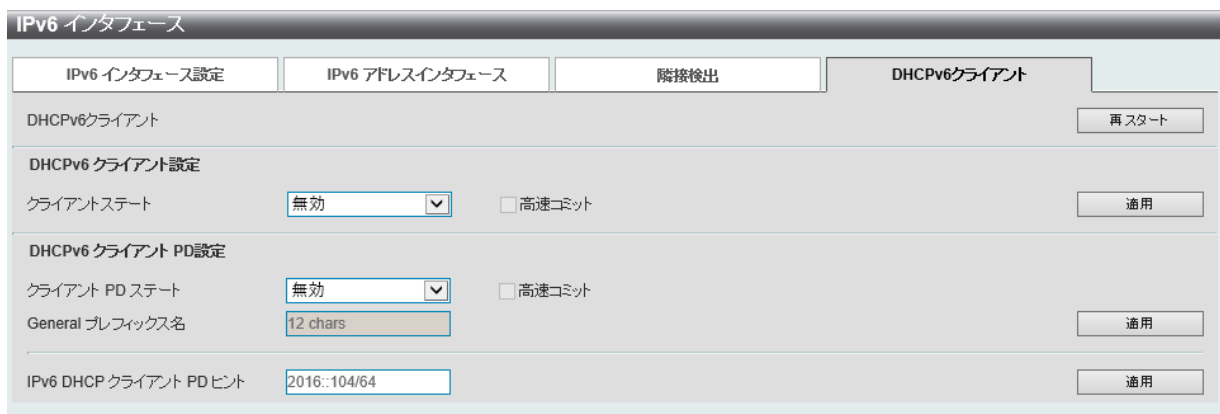 IPv6 インタフェース
IPv6 インタフェース設定
IPv6 アドレスインタフェース
隣接検出
DHCPv6クライアント
DHCPv6クライアント
再スタート
DHCPv6 クライアント設定
クライアントステート
無効
高速コミット
適用
DHCPv6 クライアント PD設定
クライアント PD ステート
無効
高速コミット
General プレフィックス名
12 chars
適用
IPv6 DHCP クライアント PD ヒント
2016::104/64
適用